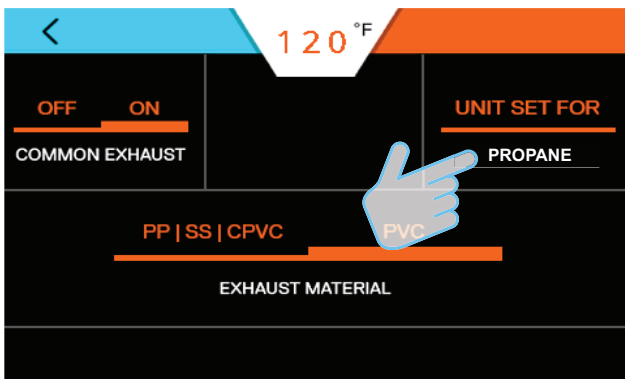 120 °F
OFF ON
COMMON EXHAUST
UNIT SET FOR
PROPANE
PP | SS | CPVC PVC
EXHAUST MATERIAL